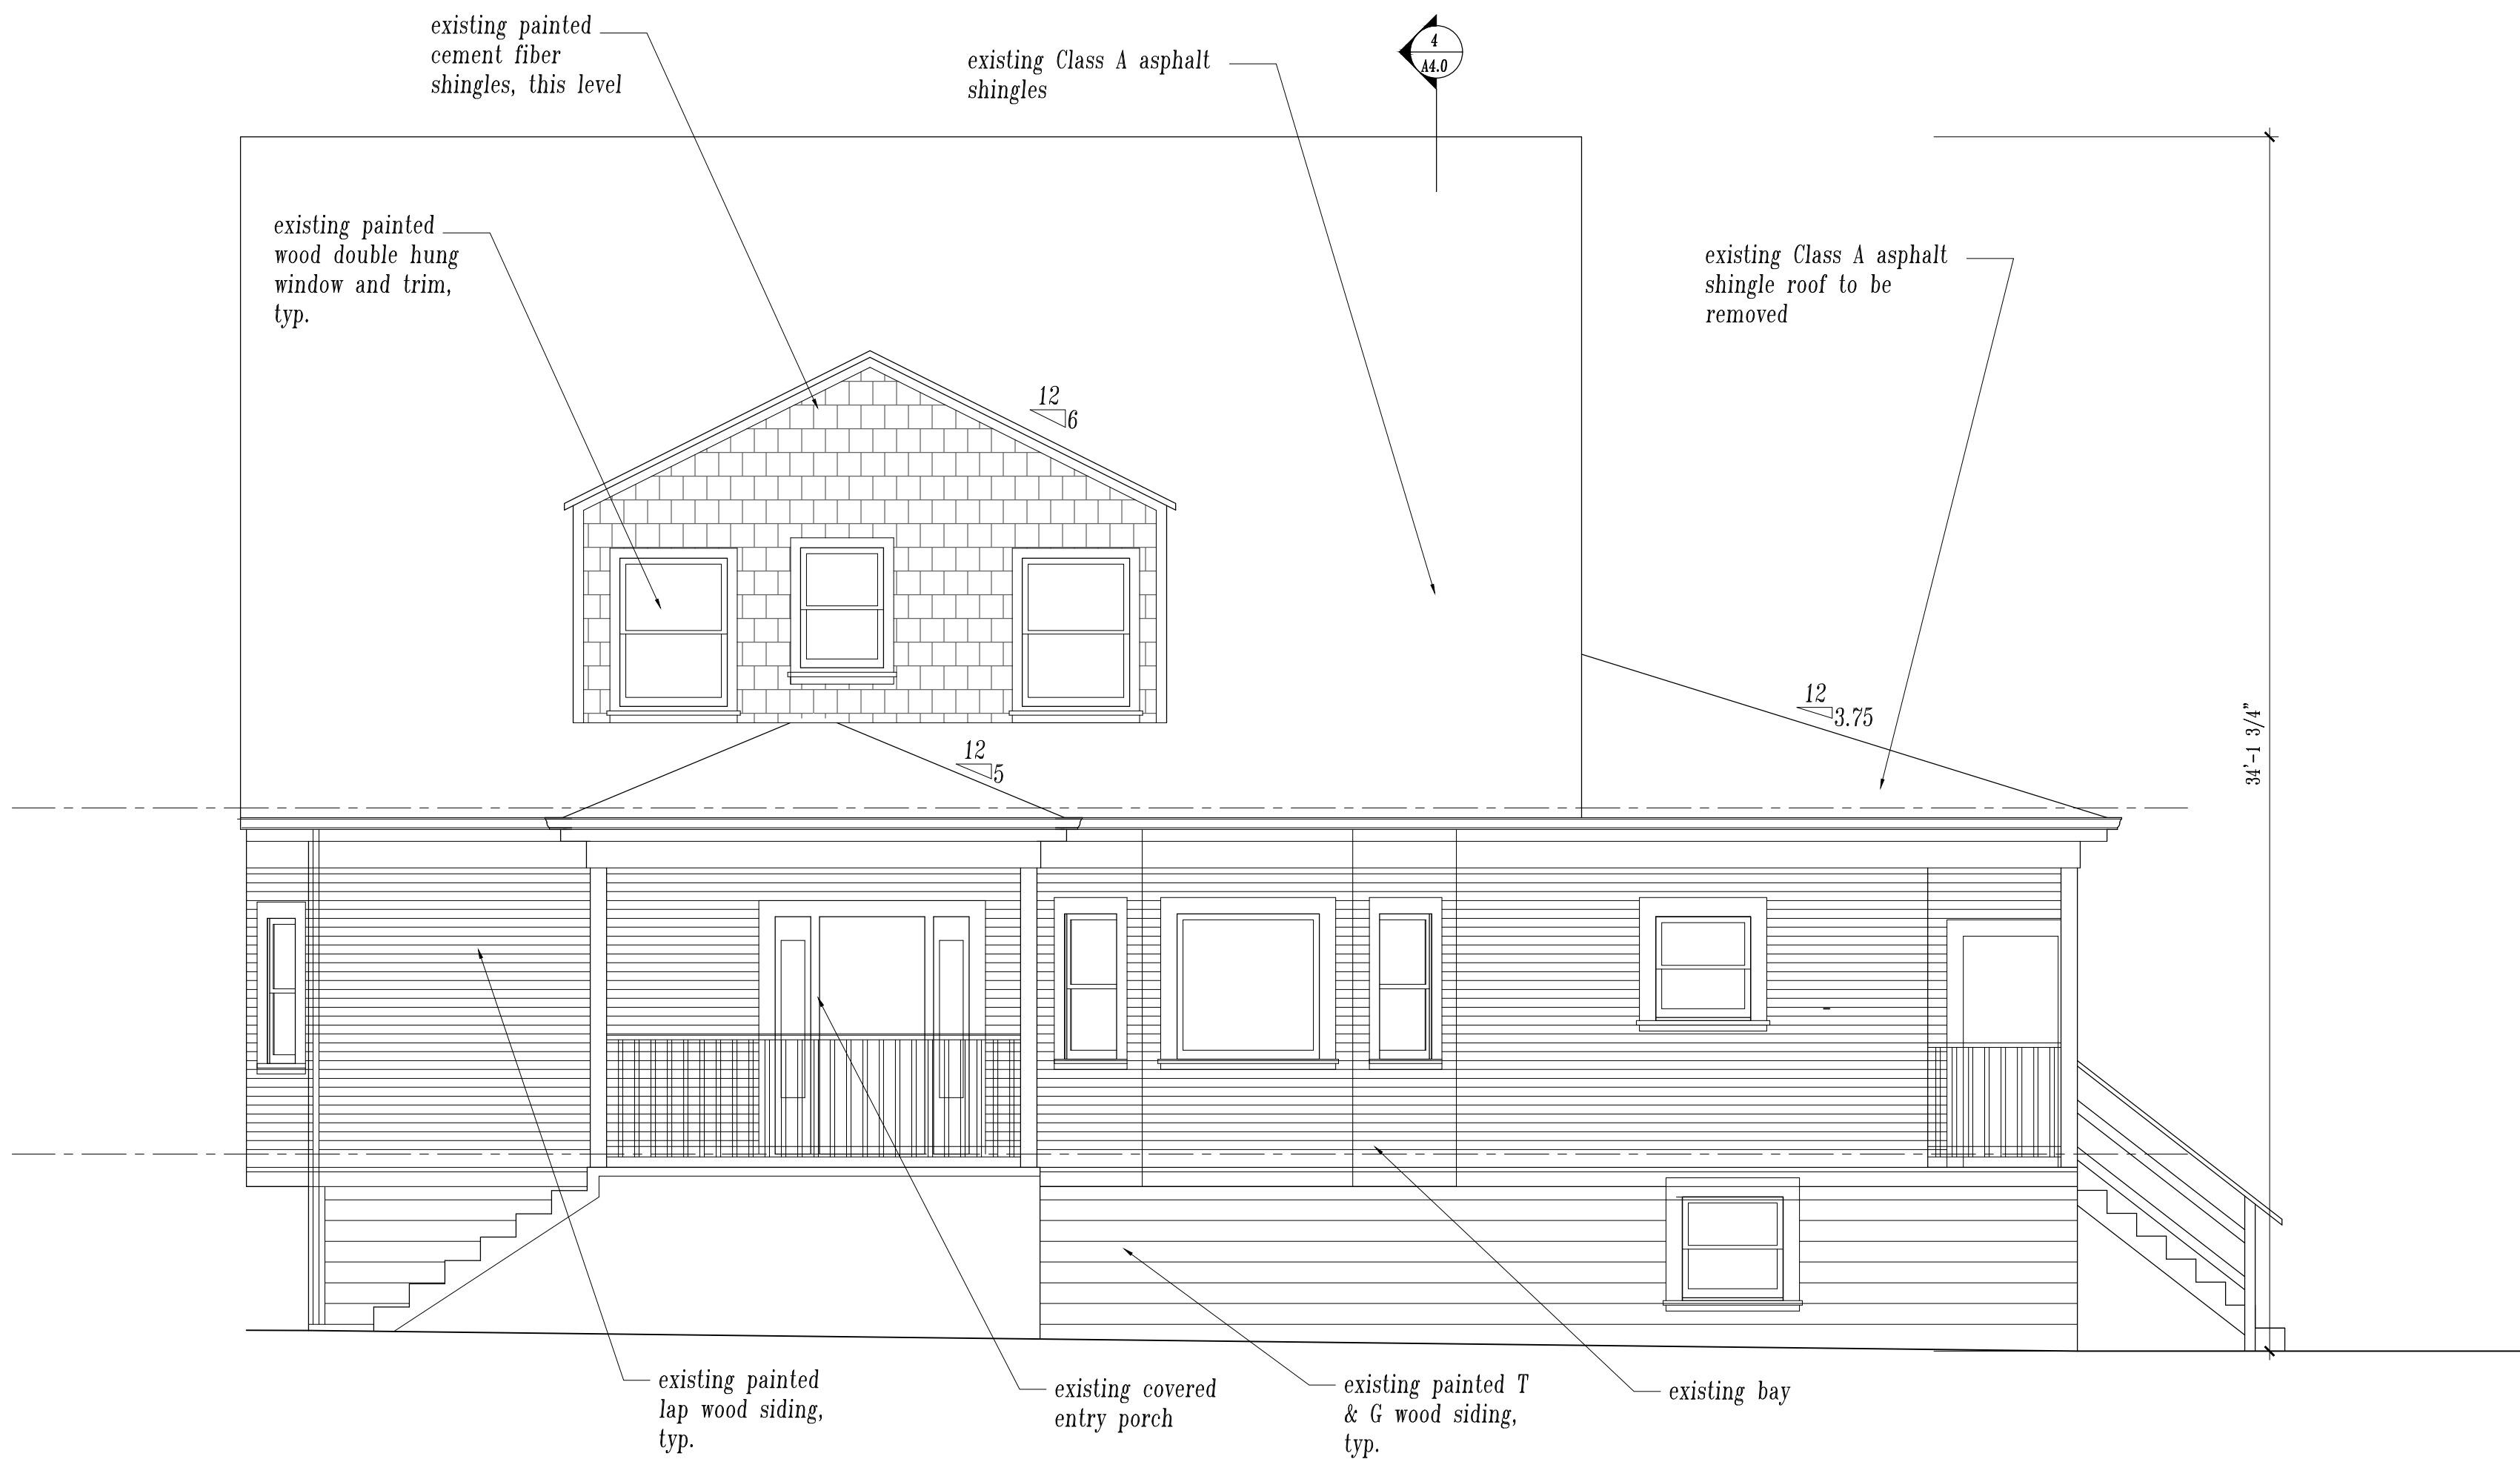 existing painted
cement fiber
shingles, this level
existing Class A asphalt
shingles
4
A4.0
existing painted
wood double hung
window and trim,
typ.
existing Class A asphalt
shingle roof to be
removed
12
6
12
3.75
12
5
34'-1 3/4"
existing painted
lap wood siding,
typ.
existing covered
entry porch
existing painted T
& G wood siding,
typ.
existing bay